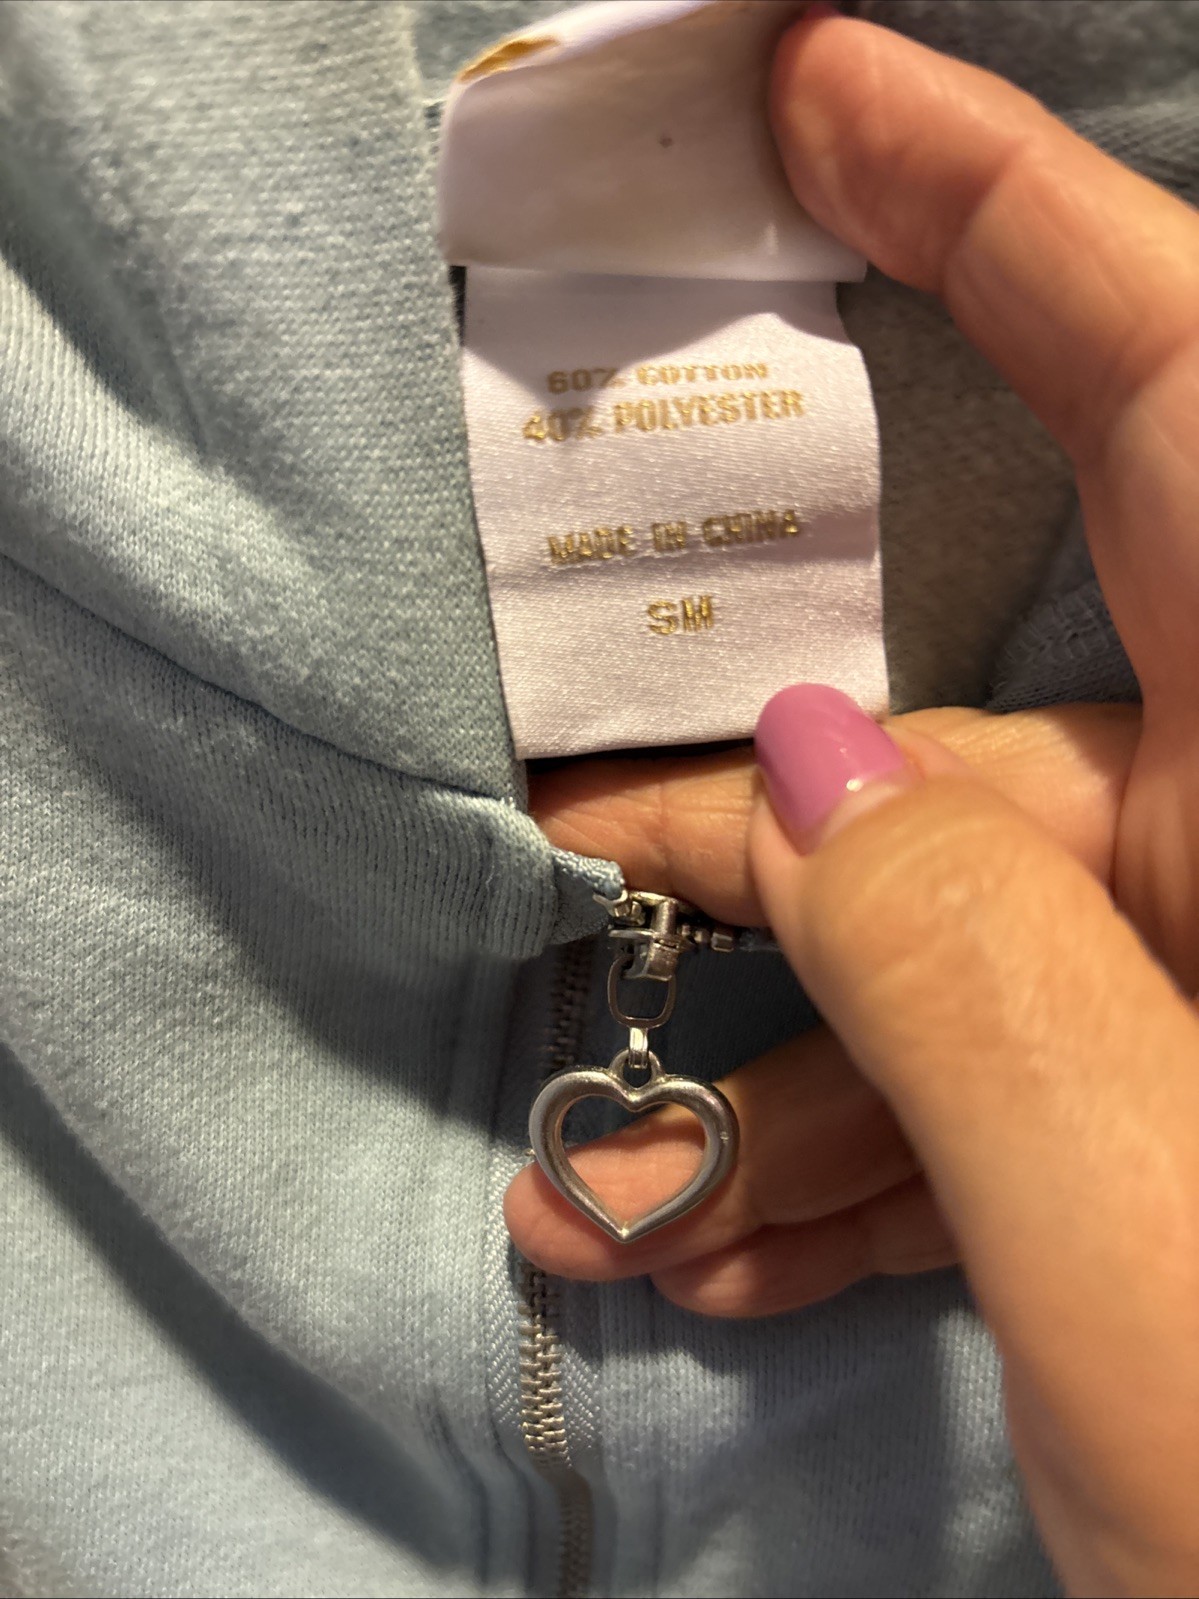 60% COTTON
40% POLYESTER
MADE IN CHINA
SM